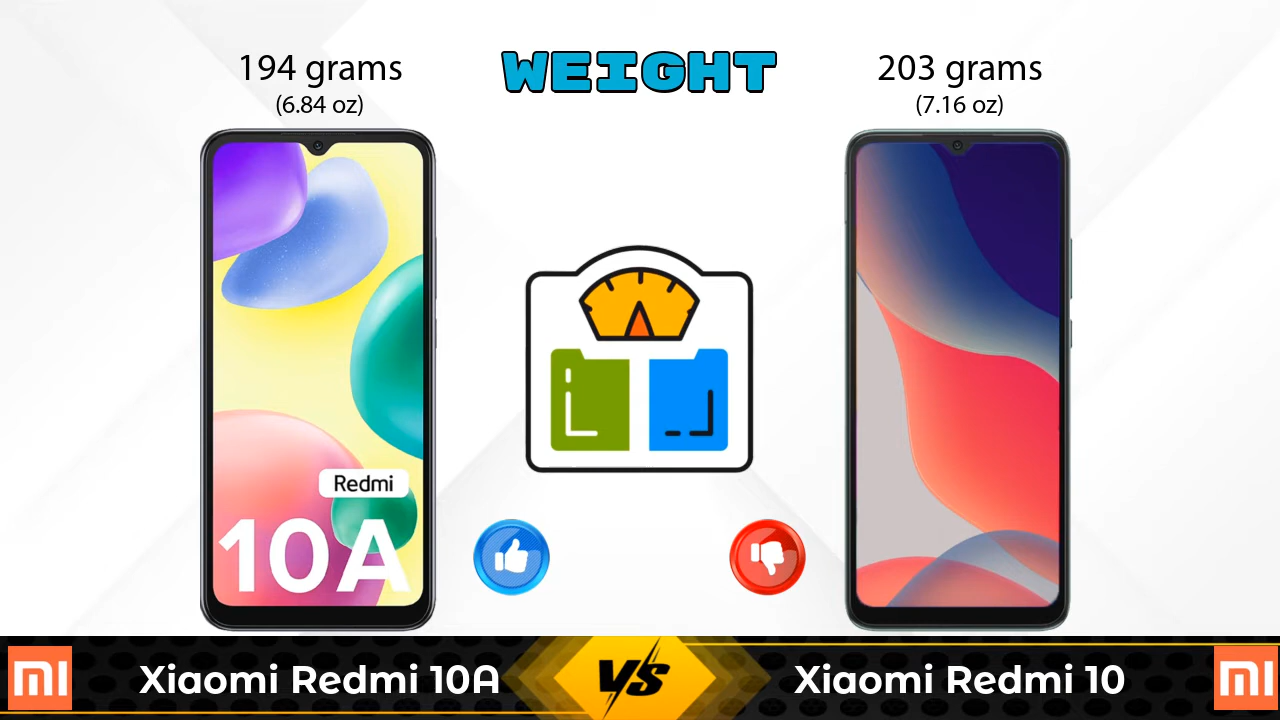 WEIGHT
194 grams
(6.84 oz)
203 grams
(7.16 oz)
Redmi
10A
mi
Xiaomi Redmi 10A
VS
Xiaomi Redmi 10
mi